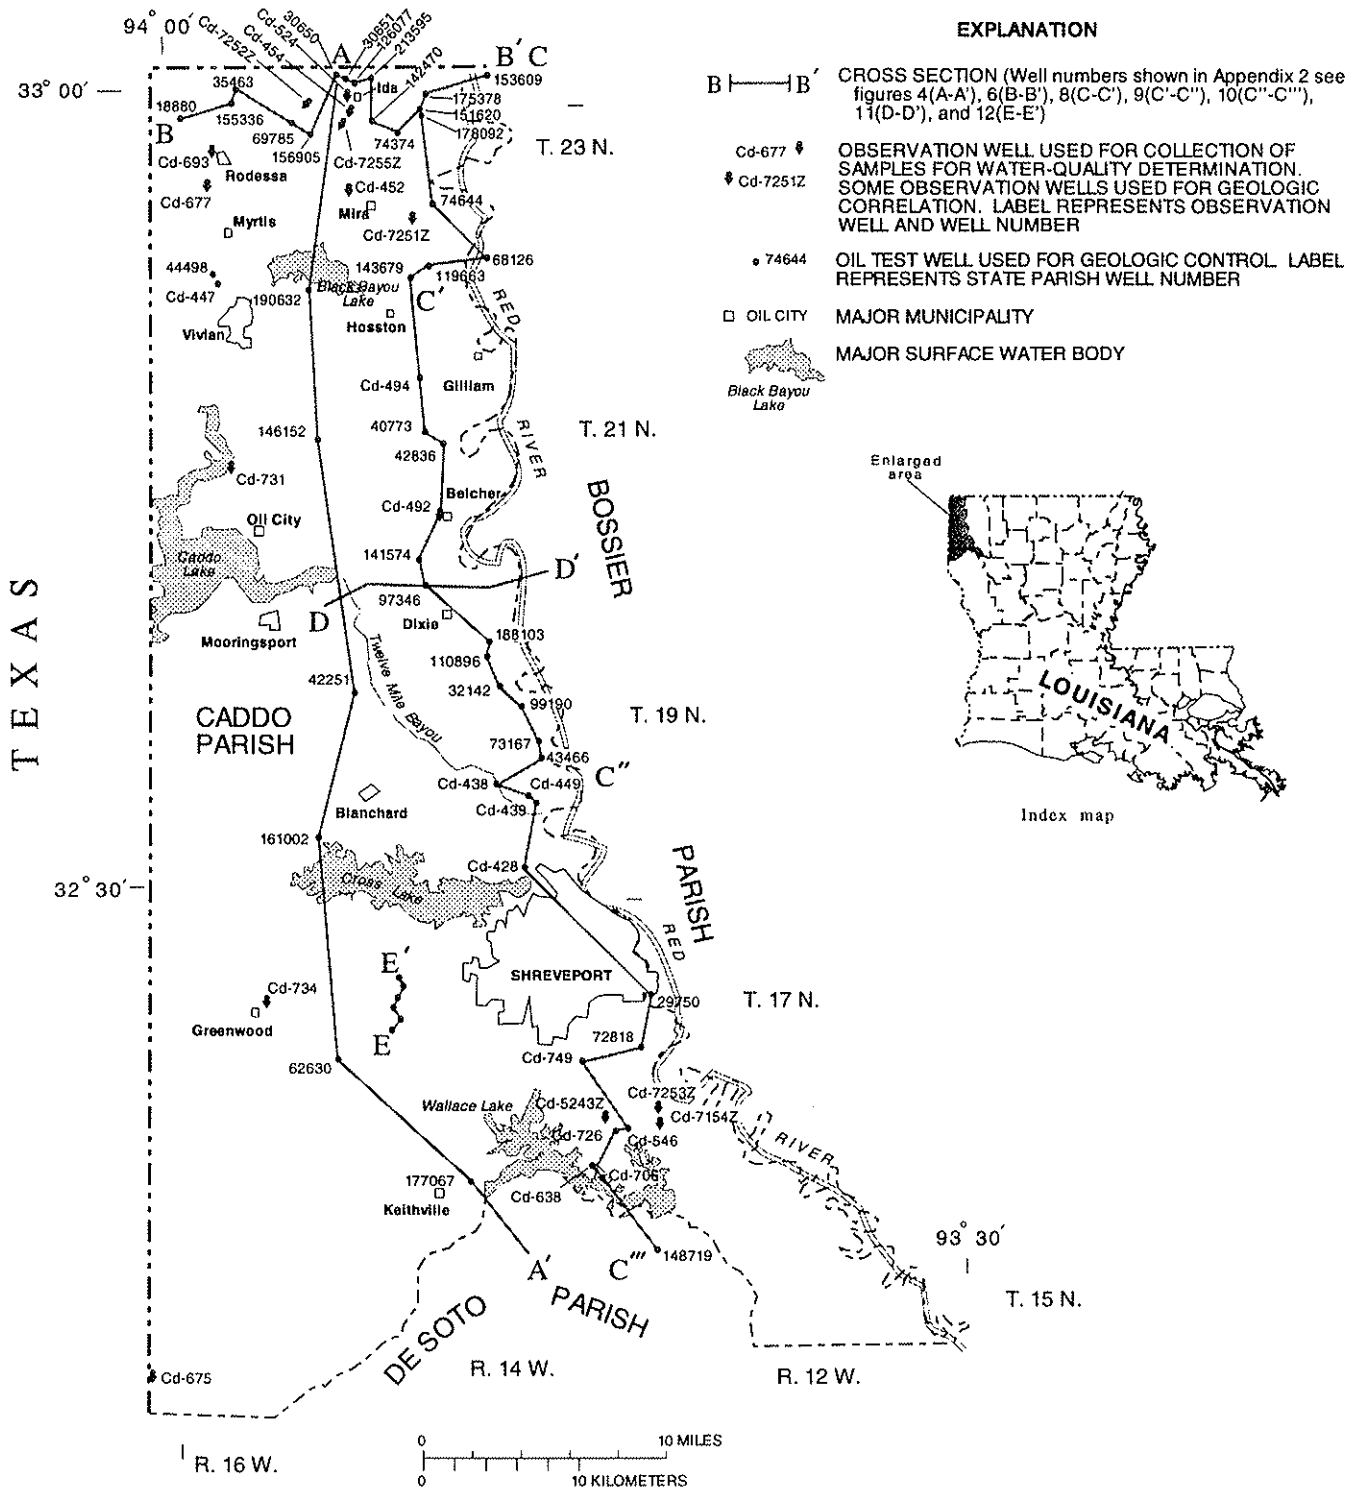 94° 00′
33° 00′
Cd-7252Z
Cd-454
Cd-524
30650
A
30651
126077
213595
142470
B′ C
153609
35463
18880
B
155336
69785
156905
Ida
175378
151620
178092
74374
T. 23 N.
Cd-693
Rodessa
Cd-7255Z
Cd-677
Cd-452
Mira
74644
Myrtis
Cd-7251Z
44498
Cd-447
143679
119663
68126
190632
Black Bayou
Lake
C′
Hosston
RED
Vivian
Cd-494
Gilliam
146152
40773
42836
RIVER
T. 21 N.
Cd-731
Belcher
Cd-492
Oil City
BOSSIER
Caddo
Lake
141574
D′
D
97346
Dixie
Mooringsport
188103
110896
42251
Twelve Mile Bayou
32142
99190
T. 19 N.
CADDO
PARISH
73167
43466
TEXAS
C″
Cd-438
Cd-449
Cd-439
Blanchard
161002
Cd-428
32° 30′
Cross
Lake
PARISH
RED
E′
SHREVEPORT
Cd-734
29750
T. 17 N.
Greenwood
E
72818
Cd-749
62630
Wallace Lake
Cd-5243Z
Cd-7253Z
Cd-7154Z
Cd-726
Cd-546
RIVER
177067
Cd-706
Cd-638
Keithville
93° 30′
A′
C‴
148719
T. 15 N.
DE SOTO
PARISH
R. 14 W.
R. 12 W.
Cd-675
R. 16 W.
0 10 MILES
0 10 KILOMETERS
EXPLANATION
B B′ CROSS SECTION (Well numbers shown in Appendix 2 see
figures 4(A-A′), 6(B-B′), 8(C-C′), 9(C′-C″), 10(C″-C‴),
11(D-D′), and 12(E-E′)
Cd-677 OBSERVATION WELL USED FOR COLLECTION OF
SAMPLES FOR WATER-QUALITY DETERMINATION.
Cd-7251Z SOME OBSERVATION WELLS USED FOR GEOLOGIC
CORRELATION. LABEL REPRESENTS OBSERVATION
WELL AND WELL NUMBER
74644 OIL TEST WELL USED FOR GEOLOGIC CONTROL. LABEL
REPRESENTS STATE PARISH WELL NUMBER
OIL CITY MAJOR MUNICIPALITY
MAJOR SURFACE WATER BODY
Black Bayou
Lake
Enlarged
area
LOUISIANA
Index map